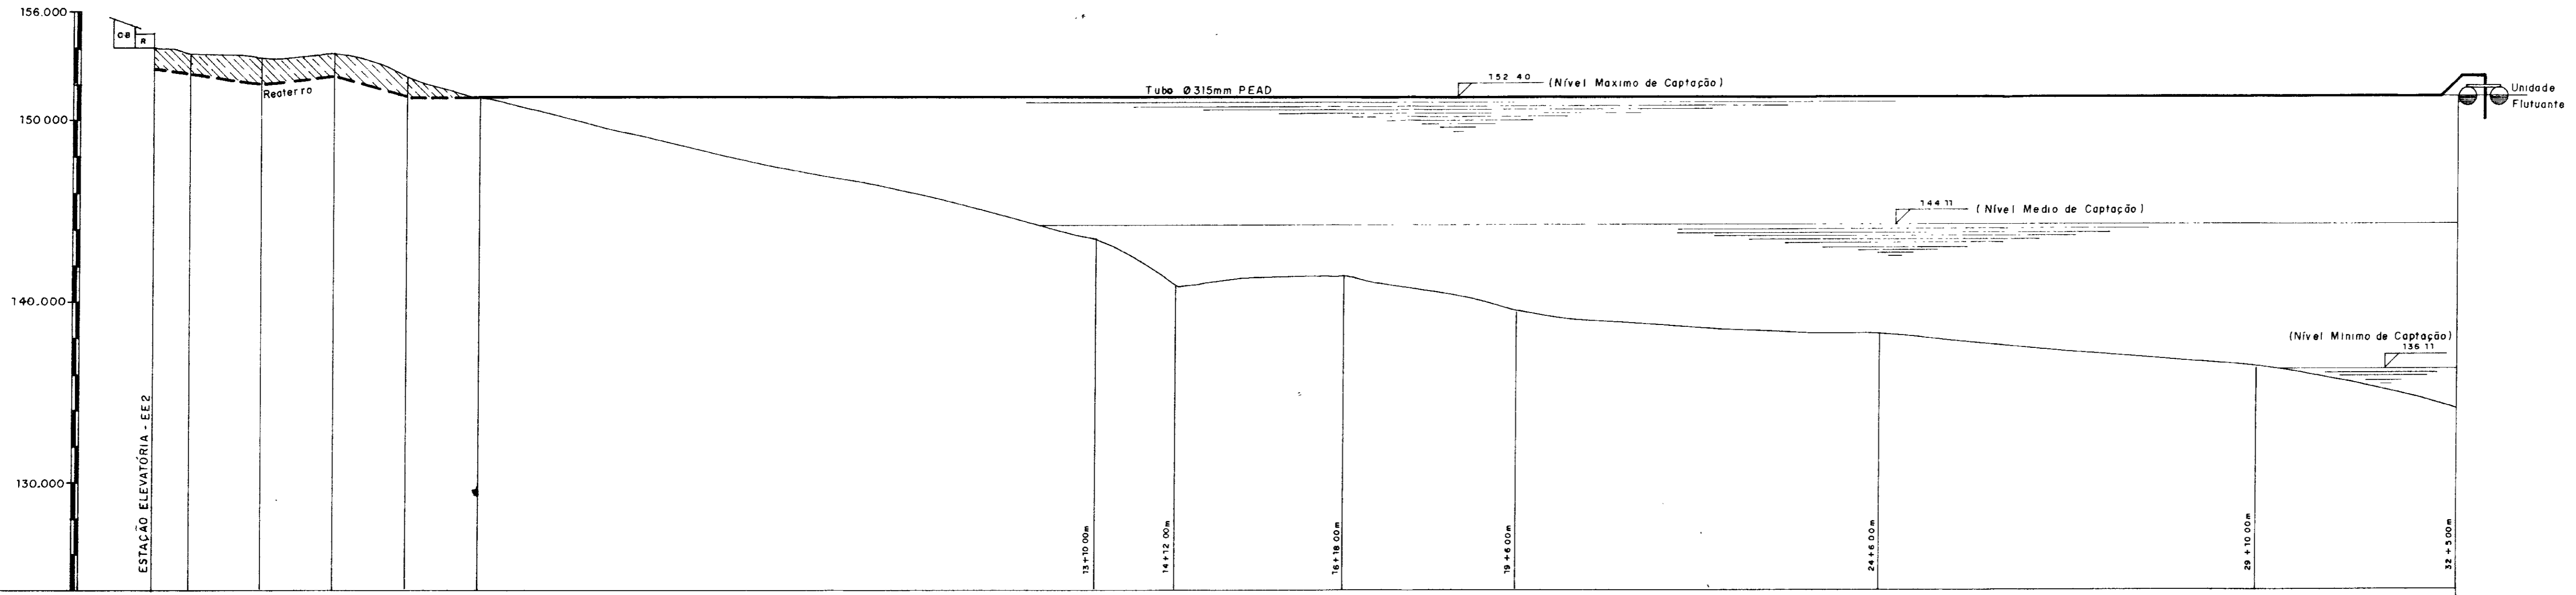 156.000
CB
R
152 40 (Nível Maximo de Captação)
Tubo Ø315mm PEAD
Unidade
Flutuante
Reaterro
150 000
144 11 (Nível Medio de Captação)
140.000
(Nível Minimo de Captação)
136 11
130.000
ESTAÇÃO ELEVATÓRIA - EE2
13+10 00m
14+12 00m
16+18 00m
19+6 00m
24+6 00m
29+10 00m
32+5 00m